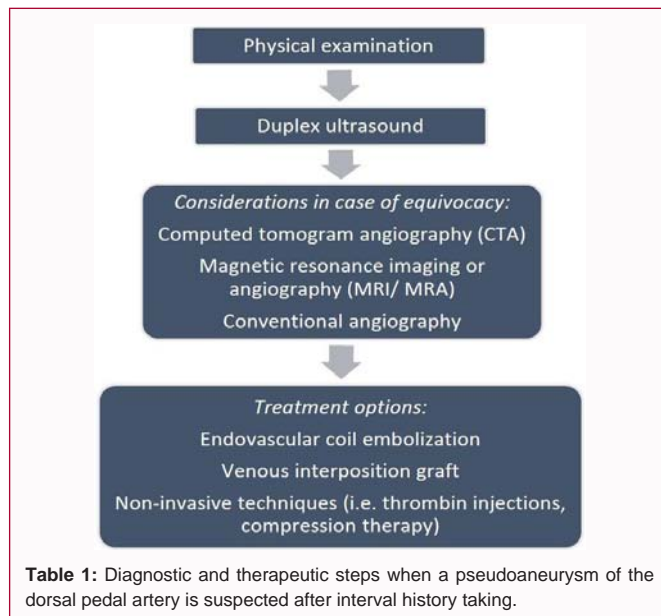 Physical examination
Duplex ultrasound
Considerations in case of equivocacy:
Computed tomogram angiography (CTA)
Magnetic resonance imaging or
angiography (MRI/ MRA)
Conventional angiography
Treatment options:
Endovascular coil embolization
Venous interposition graft
Non-invasive techniques (i.e. thrombin injections,
compression therapy)
Table 1: Diagnostic and therapeutic steps when a pseudoaneurysm of the
dorsal pedal artery is suspected after interval history taking.